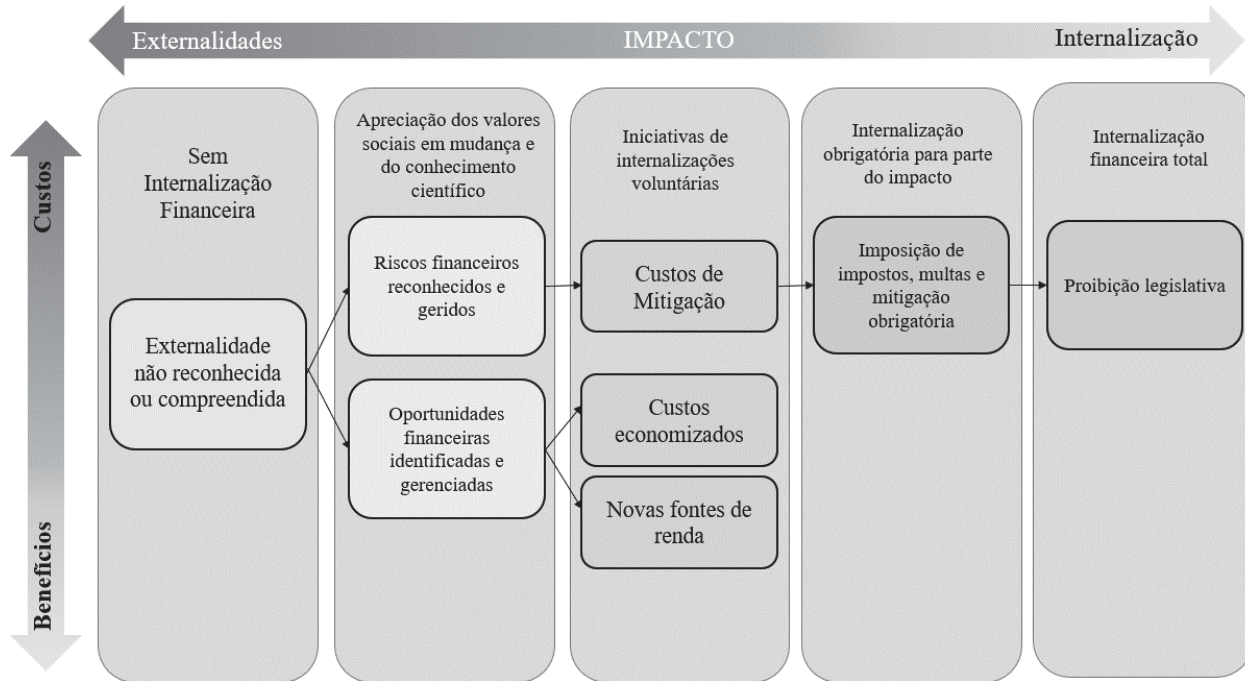 Externalidades
IMPACTO
Internalização
Custos
Benefícios
Sem
Internalização
Financeira
Externalidade
não reconhecida
ou compreendida
Apreciação dos valores
sociais em mudança e
do conhecimento
científico
Riscos financeiros
reconhecidos e
geridos
Oportunidades
financeiras
identificadas e
gerenciadas
Iniciativas de
internalizações
voluntárias
Custos de
Mitigação
Custos
economizados
Novas fontes de
renda
Internalização
obrigatória para parte
do impacto
Imposição de
impostos, multas e
mitigação
obrigatória
Internalização
financeira total
Proibição legislativa